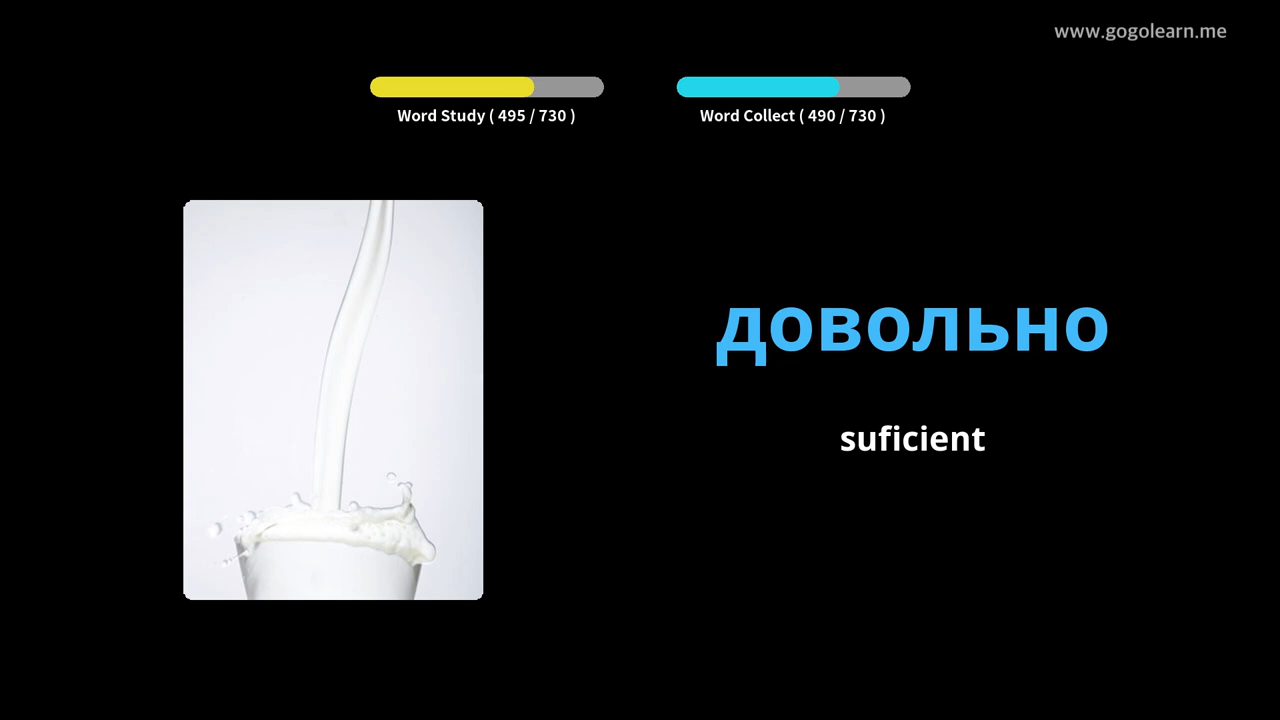 www.gogolearn.me
Word Study ( 495 / 730 )
Word Collect ( 490 / 730 )
довольно
suficient